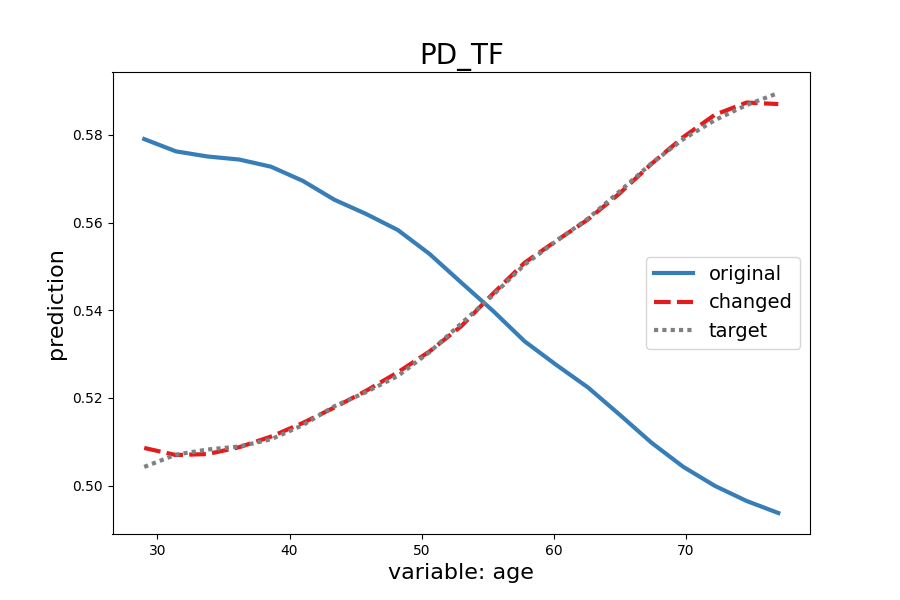 PD_TF
prediction
0.58
0.56
0.54
0.52
0.50
original
changed
target
30 40 50 60 70
variable: age